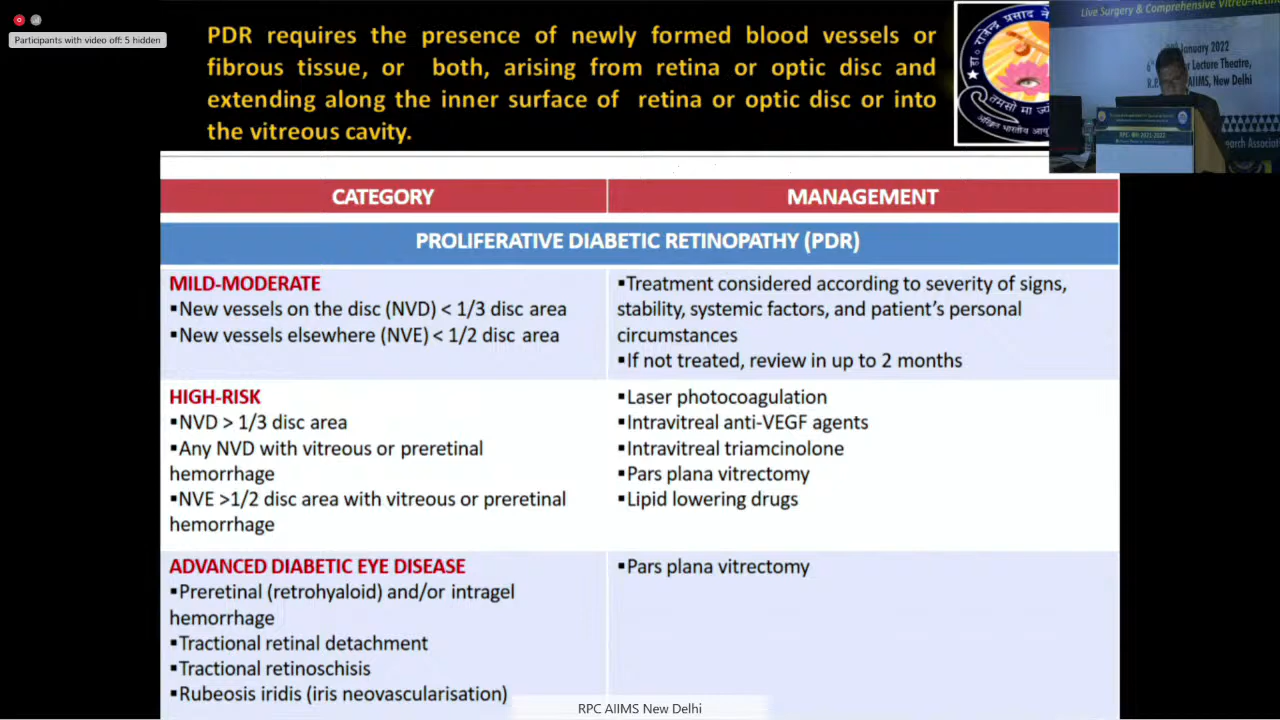 Participants with video off: 5 hidden
PDR requires the presence of newly formed blood vessels or
fibrous tissue, or both, arising from retina or optic disc and
extending along the inner surface of retina or optic disc or into
the vitreous cavity.
Live Surgery & Comprehensive Vitreo-Retin
January 2022
Lecture Theatre,
AIIMS, New Delhi
CATEGORY
MANAGEMENT
PROLIFERATIVE DIABETIC RETINOPATHY (PDR)
MILD-MODERATE
▪New vessels on the disc (NVD) < 1/3 disc area
▪New vessels elsewhere (NVE) < 1/2 disc area
▪Treatment considered according to severity of signs,
stability, systemic factors, and patient's personal
circumstances
▪If not treated, review in up to 2 months
HIGH-RISK
▪NVD > 1/3 disc area
▪Any NVD with vitreous or preretinal
hemorrhage
▪NVE >1/2 disc area with vitreous or preretinal
hemorrhage
▪Laser photocoagulation
▪Intravitreal anti-VEGF agents
▪Intravitreal triamcinolone
▪Pars plana vitrectomy
▪Lipid lowering drugs
ADVANCED DIABETIC EYE DISEASE
▪Preretinal (retrohyaloid) and/or intragel
hemorrhage
▪Tractional retinal detachment
▪Tractional retinoschisis
▪Rubeosis iridis (iris neovascularisation)
▪Pars plana vitrectomy
RPC AIIMS New Delhi